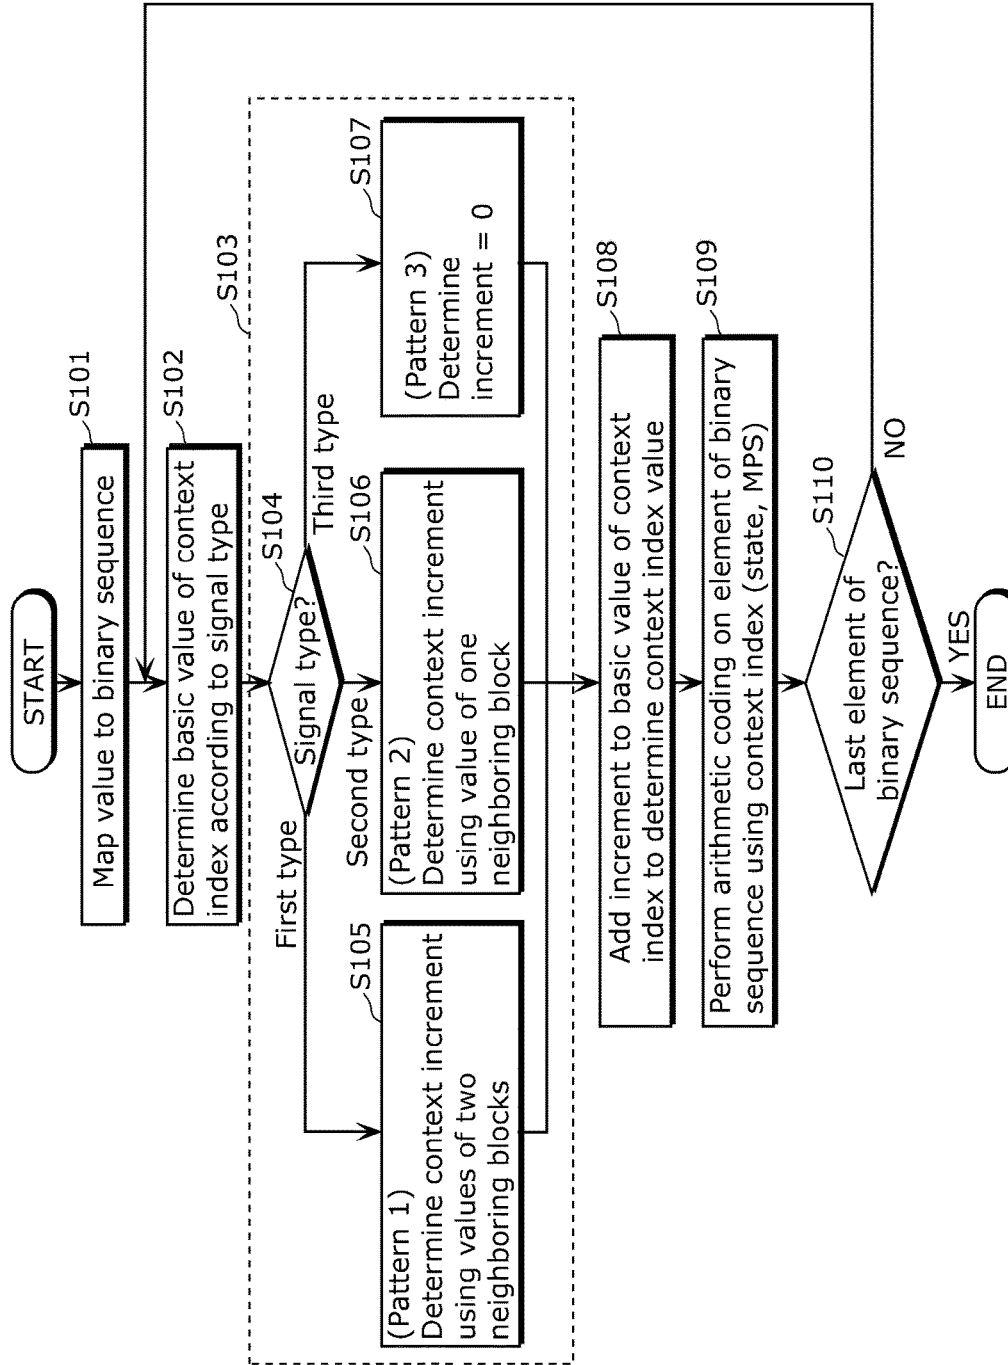 START
S101
Map value to binary sequence
S102
Determine basic value of context
index according to signal type
S103
S104
Signal type?
First type
Second type
Third type
S105
(Pattern 1)
Determine context increment
using values of two
neighboring blocks
S106
(Pattern 2)
Determine context increment
using value of one
neighboring block
S107
(Pattern 3)
Determine
increment = 0
S108
Add increment to basic value of context
index to determine context index value
S109
Perform arithmetic coding on element of binary
sequence using context index (state, MPS)
S110
Last element of
binary sequence?
NO
YES
END